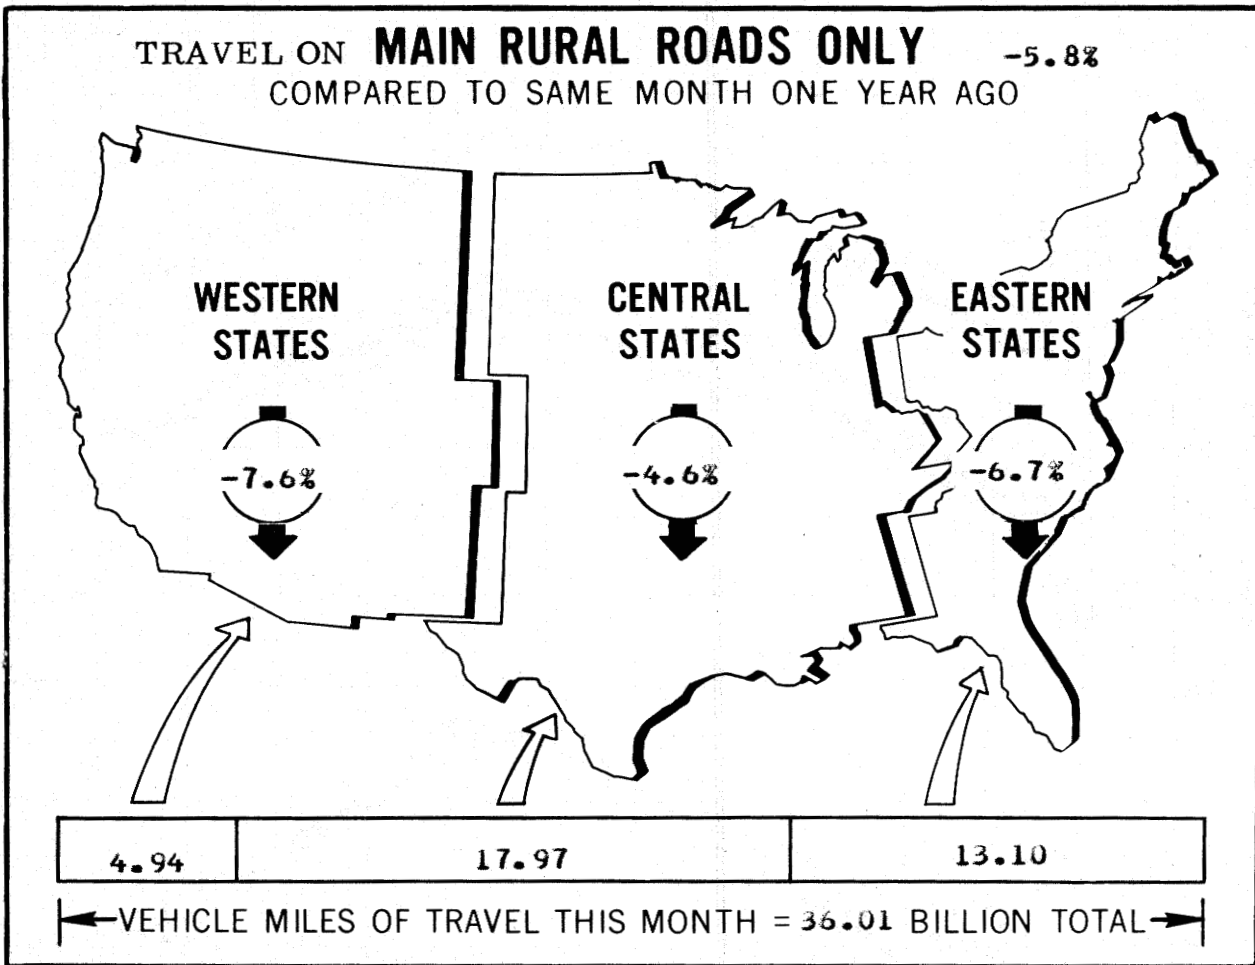 TRAVEL ON MAIN RURAL ROADS ONLY -5.8%
COMPARED TO SAME MONTH ONE YEAR AGO
WESTERN
STATES
-7.6%
CENTRAL
STATES
-4.6%
EASTERN
STATES
-6.7%
4.94 17.97 13.10
VEHICLE MILES OF TRAVEL THIS MONTH = 36.01 BILLION TOTAL